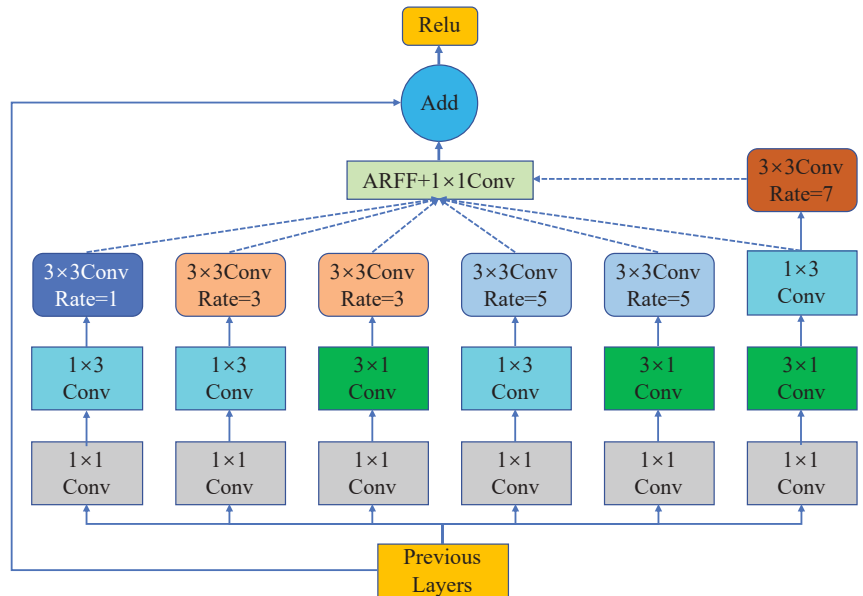 Relu
Add
ARFF+1×1Conv
3×3Conv
Rate=7
3×3Conv
Rate=1
3×3Conv
Rate=3
3×3Conv
Rate=3
3×3Conv
Rate=5
3×3Conv
Rate=5
1×3
Conv
1×3
Conv
1×3
Conv
3×1
Conv
1×3
Conv
3×1
Conv
3×1
Conv
1×1
Conv
1×1
Conv
1×1
Conv
1×1
Conv
1×1
Conv
1×1
Conv
Previous
Layers